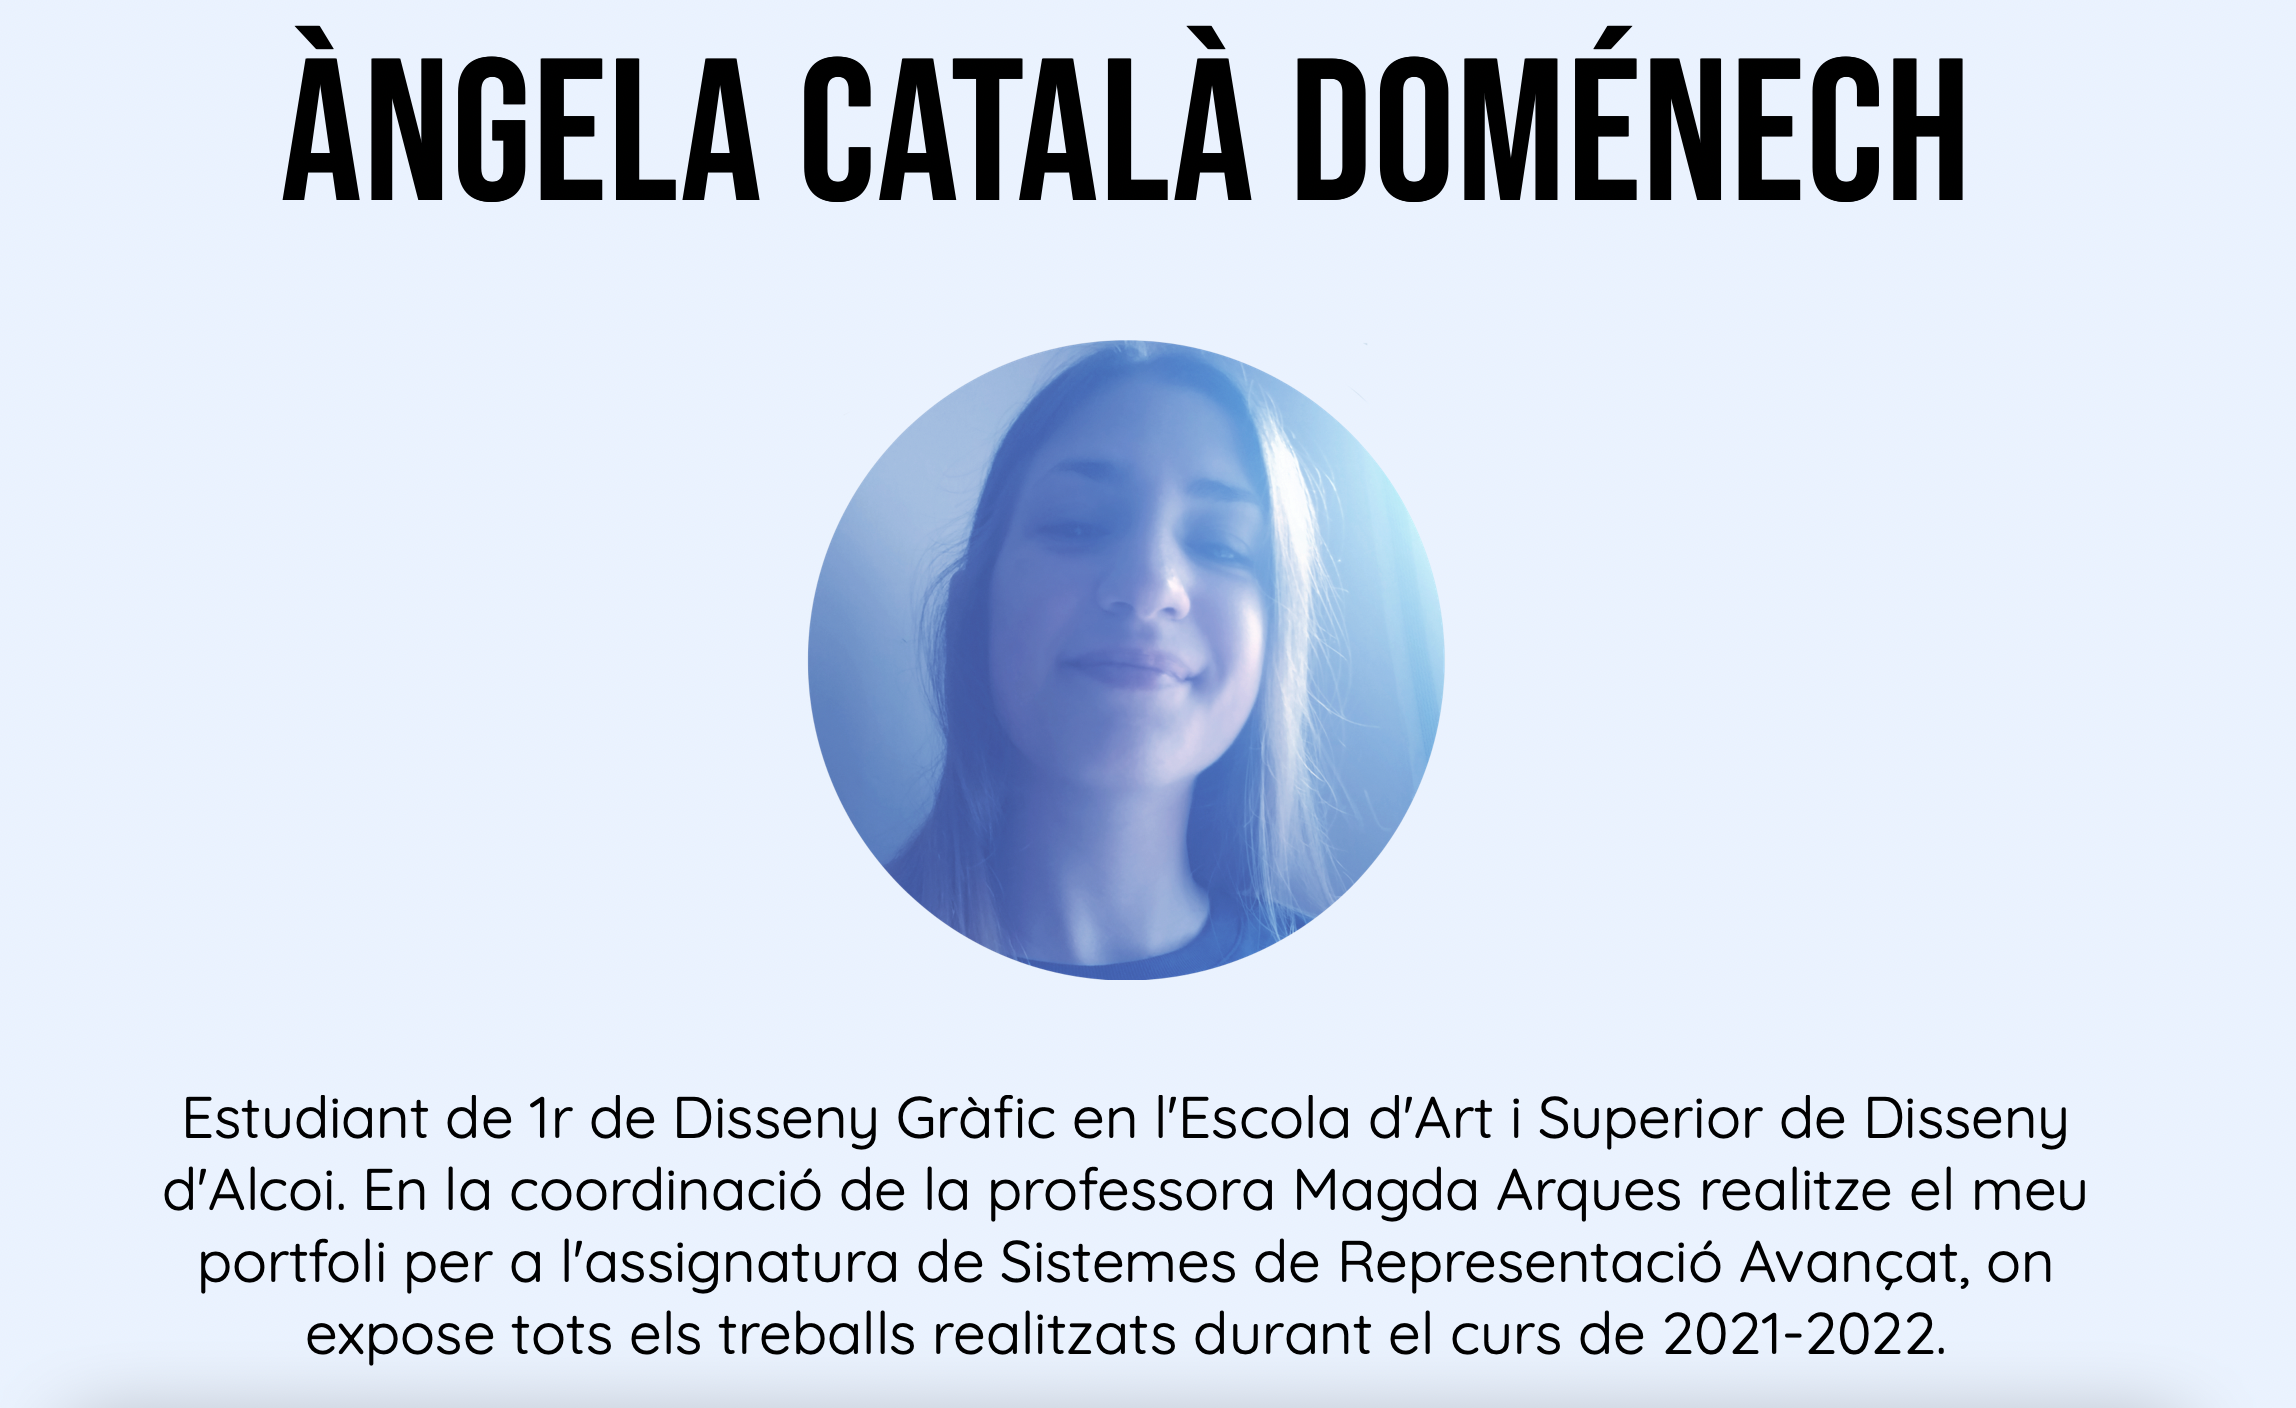 ÀNGELA CATALÀ DOMÉNECH
Estudiant de 1r de Disseny Gràfic en l'Escola d'Art i Superior de Disseny
d'Alcoi. En la coordinació de la professora Magda Arques realitze el meu
portfoli per a l'assignatura de Sistemes de Representació Avançat, on
expose tots els treballs realitzats durant el curs de 2021-2022.